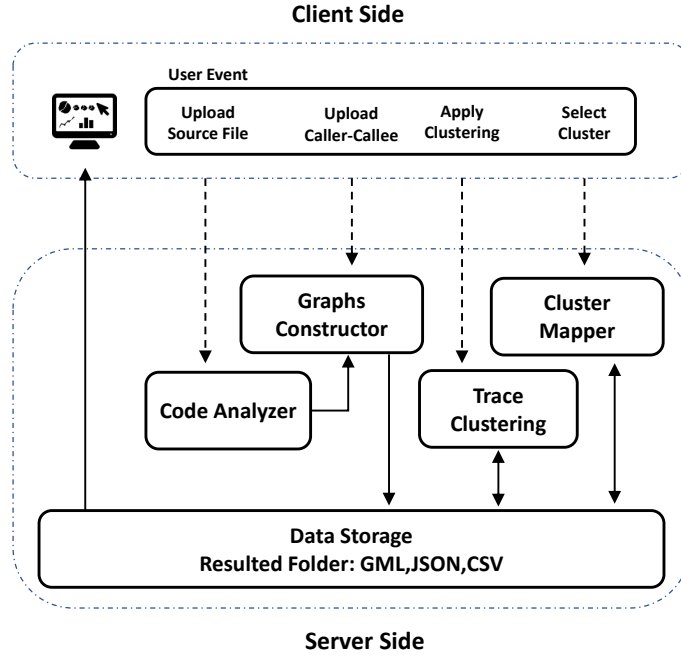 Client Side
User Event
Upload
Source File
Upload
Caller-Callee
Apply
Clustering
Select
Cluster
Graphs
Constructor
Cluster
Mapper
Code Analyzer
Trace
Clustering
Data Storage
Resulted Folder: GML,JSON,CSV
Server Side